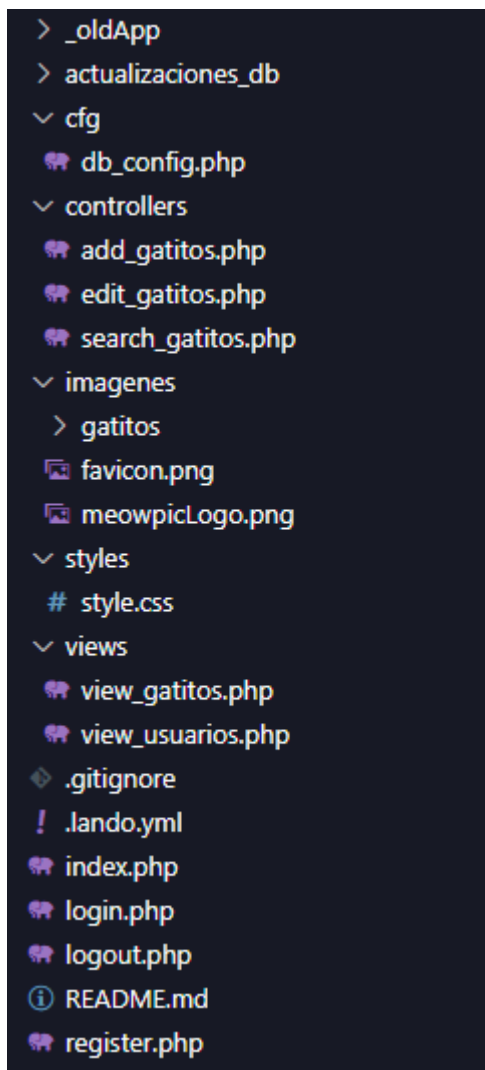 _oldApp
actualizaciones_db
cfg
db_config.php
controllers
add_gatitos.php
edit_gatitos.php
search_gatitos.php
imagenes
gatitos
favicon.png
meowpicLogo.png
styles
# style.css
views
view_gatitos.php
view_usuarios.php
.gitignore
! .lando.yml
index.php
login.php
logout.php
README.md
register.php